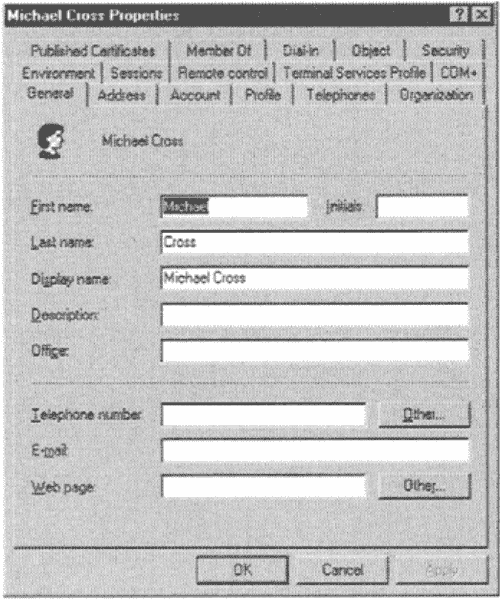 Michael Cross Properties
Published Certificates Member Of Dial-in Object Security
Environment Sessions Remote control Terminal Services Profile COM+
General Address Account Profile Telephones Organization
Michael Cross
First name: Michael Initials:
Last name: Cross
Display name: Michael Cross
Description:
Office:
Telephone number: Other...
E-mail:
Web page: Other...
OK Cancel Apply